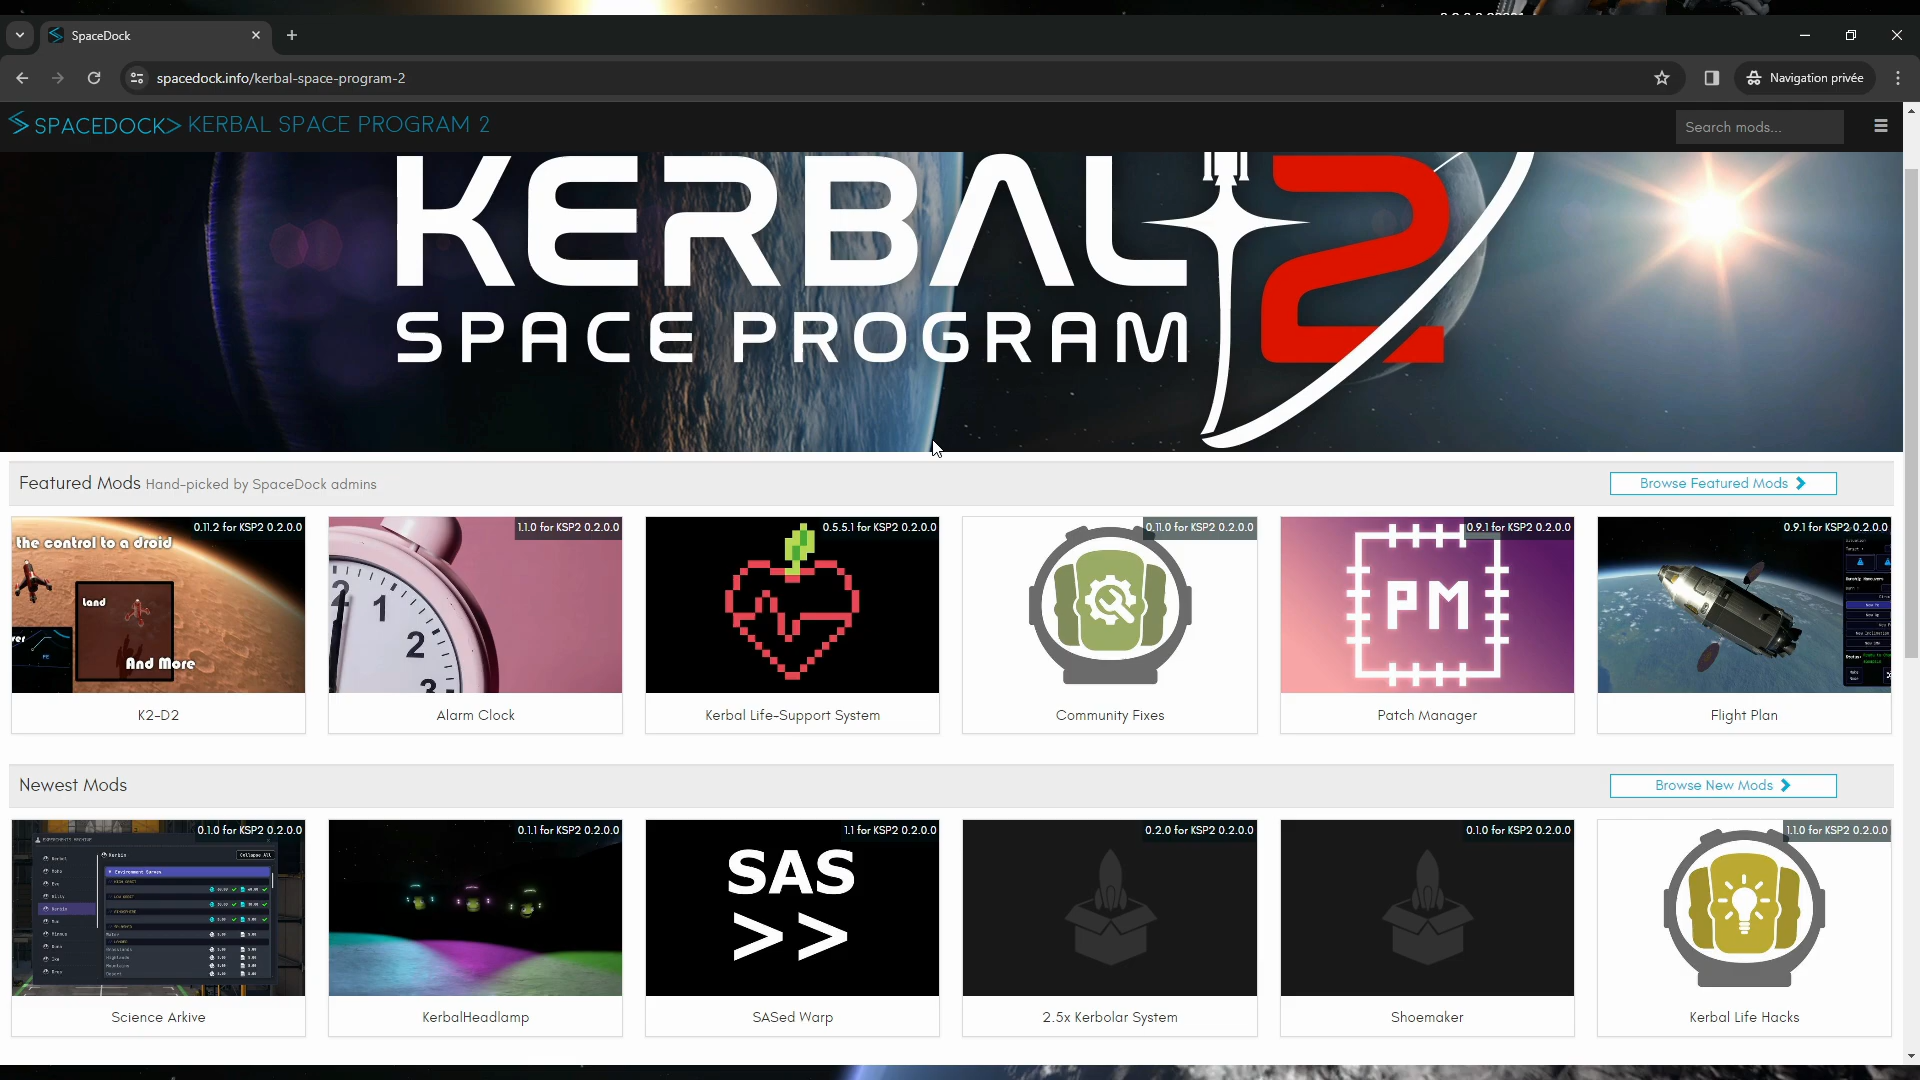 SpaceDock
spacedock.info/kerbal-space-program-2
Navigation privée
SPACEDOCK> KERBAL SPACE PROGRAM 2
Search mods...
KERBAL 2
SPACE PROGRAM
Featured Mods Hand-picked by SpaceDock admins
Browse Featured Mods
0.11.2 for KSP2 0.2.0.0
1.1.0 for KSP2 0.2.0.0
0.5.5.1 for KSP2 0.2.0.0
0.11.0 for KSP2 0.2.0.0
0.9.1 for KSP2 0.2.0.0
0.9.1 for KSP2 0.2.0.0
the control to a droid
Land
And More
2
1
2
3
PM
K2-D2
Alarm Clock
Kerbal Life-Support System
Community Fixes
Patch Manager
Flight Plan
Newest Mods
Browse New Mods
0.1.0 for KSP2 0.2.0.0
0.1.1 for KSP2 0.2.0.0
1.1 for KSP2 0.2.0.0
0.2.0 for KSP2 0.2.0.0
0.1.0 for KSP2 0.2.0.0
1.1.0 for KSP2 0.2.0.0
Kerbin
Collapse All
Environment Survey
SAS
>>
Science Arkive
KerbalHeadlamp
SASed Warp
2.5x Kerbolar System
Shoemaker
Kerbal Life Hacks